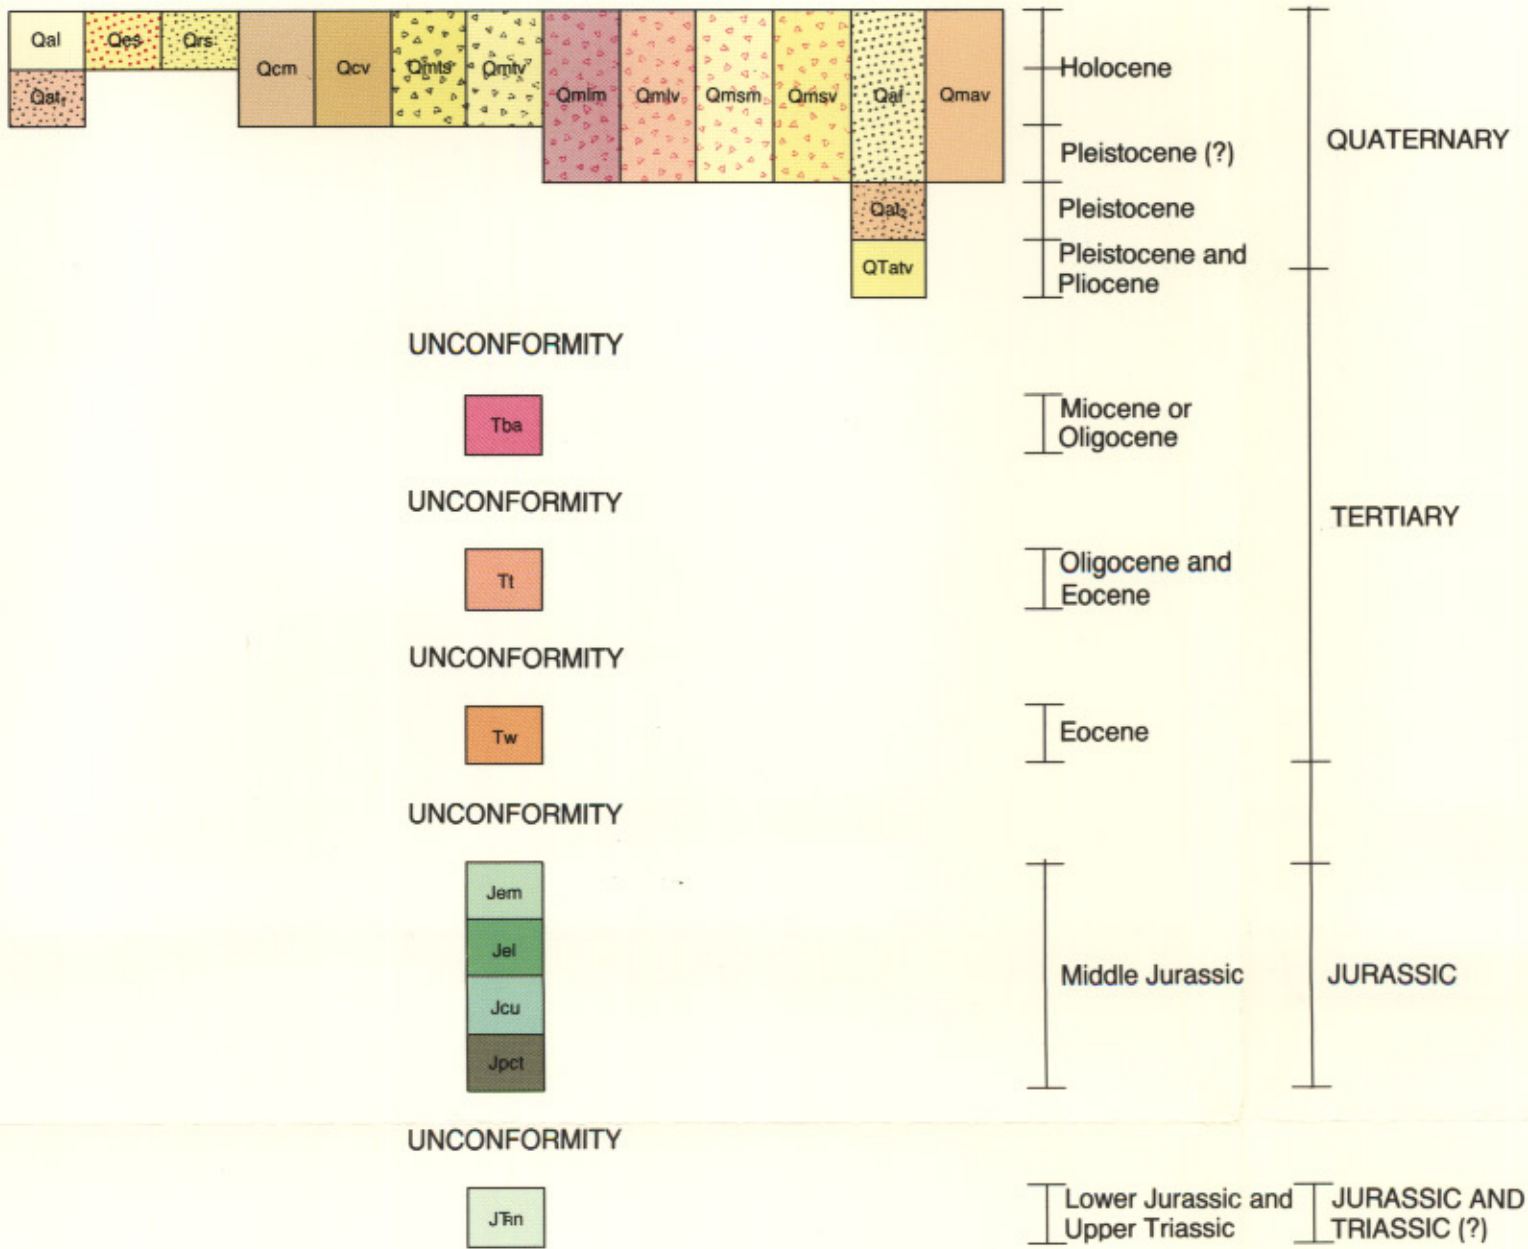 Qal Qes Qrs Qcm Qcv Qmts Qmtv Qmlm Qmlv Qmsm Qmsv Qaf Qmav
Qat₁
Holocene
Pleistocene (?)
QUATERNARY
Qat₂
Pleistocene
QTatv
Pleistocene and
Pliocene
UNCONFORMITY
Tba
Miocene or
Oligocene
UNCONFORMITY
TERTIARY
Tt
Oligocene and
Eocene
UNCONFORMITY
Tw
Eocene
UNCONFORMITY
Jem
Jel
Jcu
Jpct
Middle Jurassic
JURASSIC
UNCONFORMITY
JTRn
Lower Jurassic and
Upper Triassic
JURASSIC AND
TRIASSIC (?)